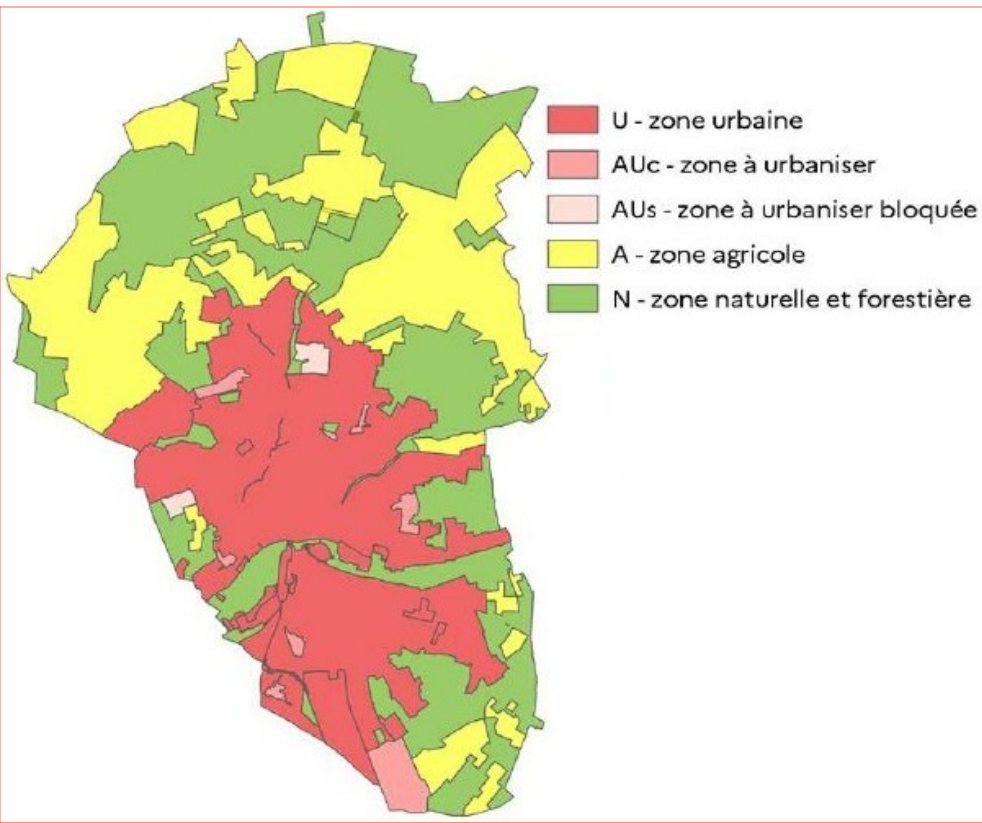 U - zone urbaine
AUc - zone à urbaniser
AUs - zone à urbaniser bloquée
A - zone agricole
N - zone naturelle et forestière